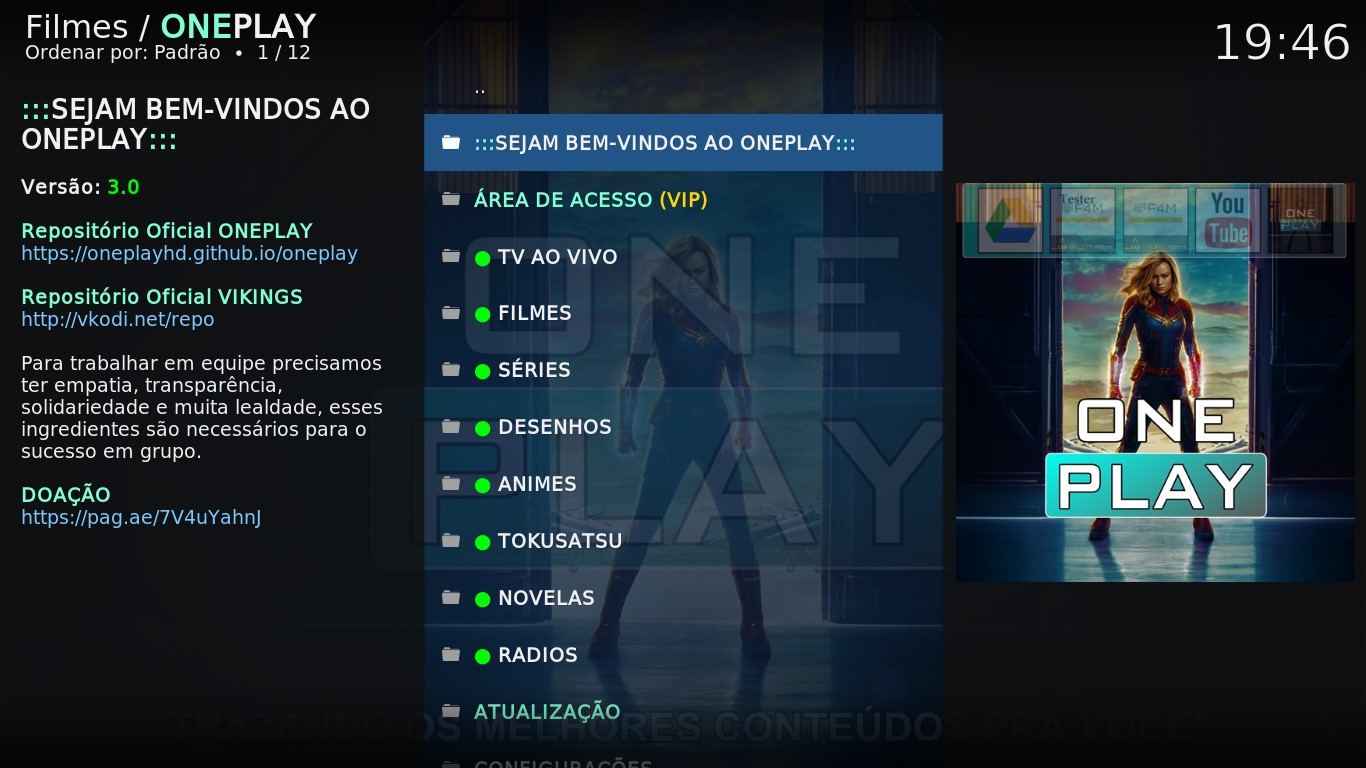 Filmes / ONEPLAY
Ordenar por: Padrão • 1 / 12
19:46
:::SEJAM BEM-VINDOS AO
ONEPLAY:::
Versão: 3.0
Repositório Oficial ONEPLAY
https://oneplayhd.github.io/oneplay
Repositório Oficial VIKINGS
http://vkodi.net/repo
Para trabalhar em equipe precisamos
ter empatia, transparência,
solidariedade e muita lealdade, esses
ingredientes são necessários para o
sucesso em grupo.
DOAÇÃO
https://pag.ae/7V4uYahnJ
..
:::SEJAM BEM-VINDOS AO ONEPLAY:::
ÁREA DE ACESSO (VIP)
TV AO VIVO
FILMES
SÉRIES
DESENHOS
ANIMES
TOKUSATSU
NOVELAS
RADIOS
ATUALIZAÇÃO
CONFIGURAÇÕES
ONE
PLAY
TRAZENDO OS MELHORES CONTEÚDOS PRA VOCÊ!
Tester
F4M
F4M
You
Tube
ONE
PLAY
ONE
PLAY